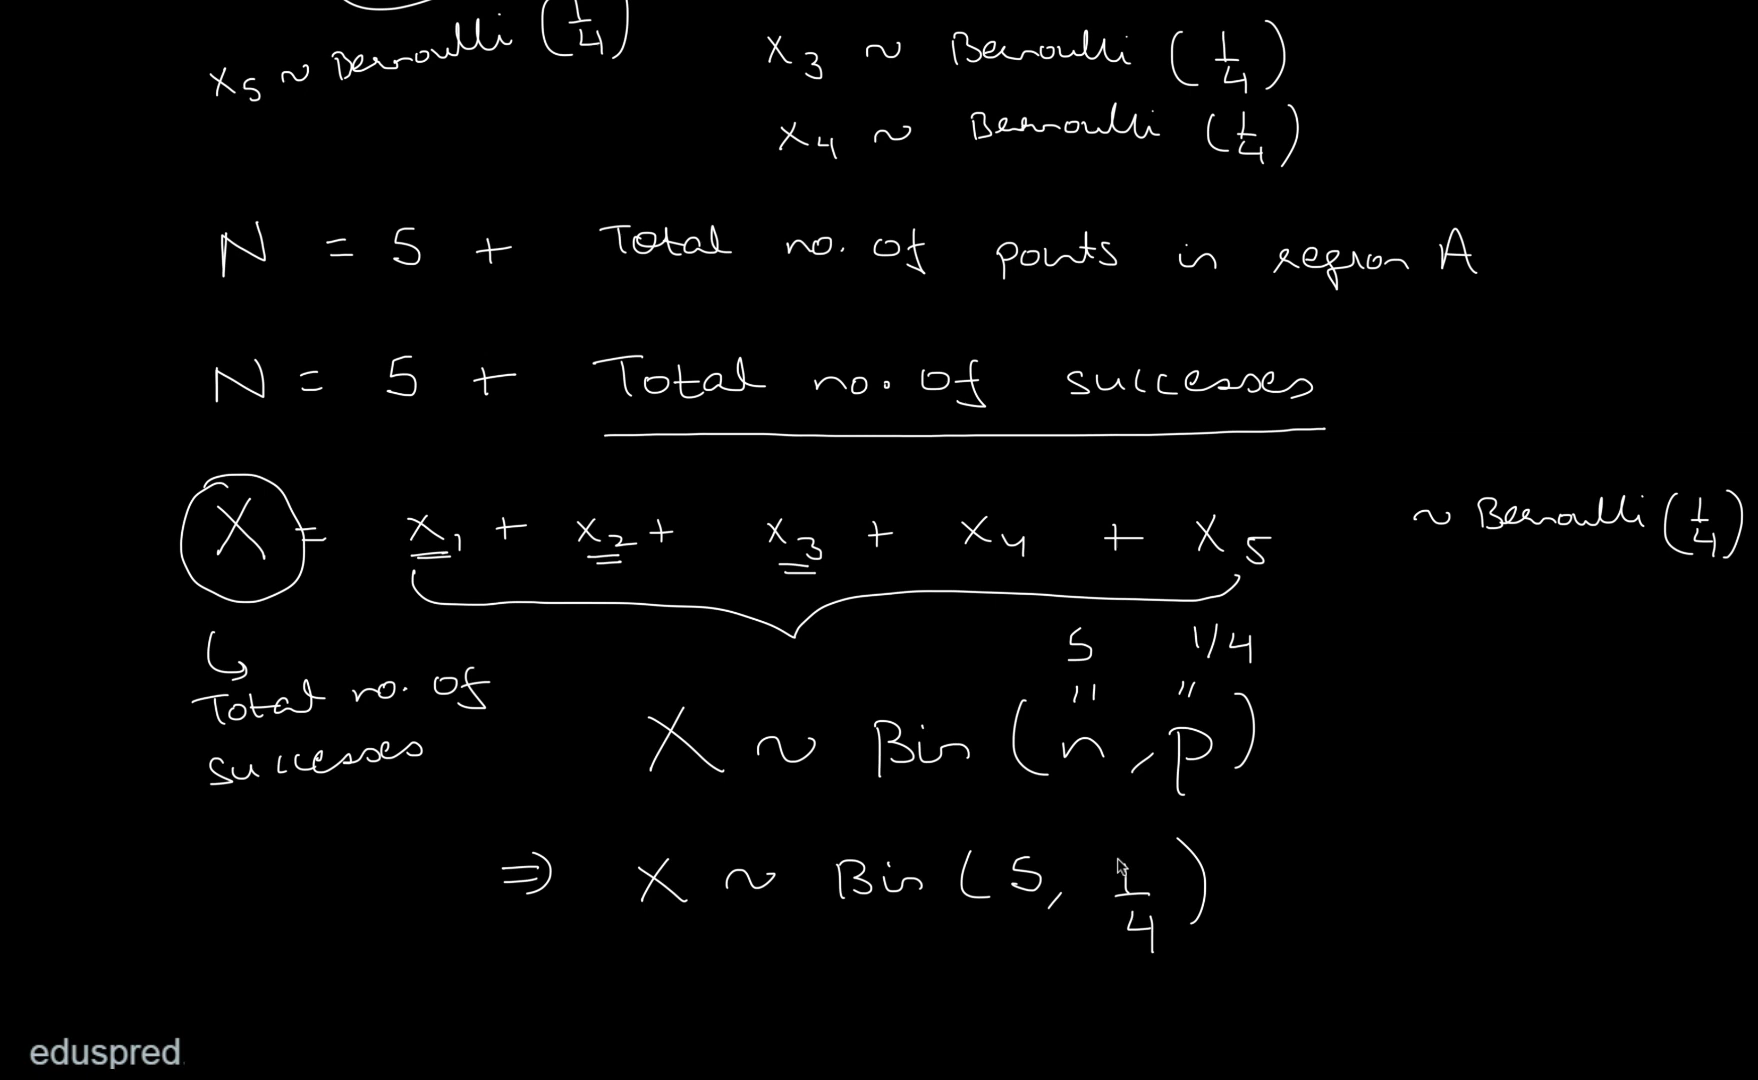 x5 ~ Bernoulli (1/4)
x3 ~ Bernoulli (1/4)
x4 ~ Bernoulli (1/4)
N = 5 + Total no. of points in region A
N = 5 + Total no. of successes
X = x1 + x2 + x3 + x4 + x5 ~ Bernoulli (1/4)
↳
Total no. of
successes
5 1/4
" "
X ~ Bin (n, p)
⇒ X ~ Bin (5, 1/4)
eduspred